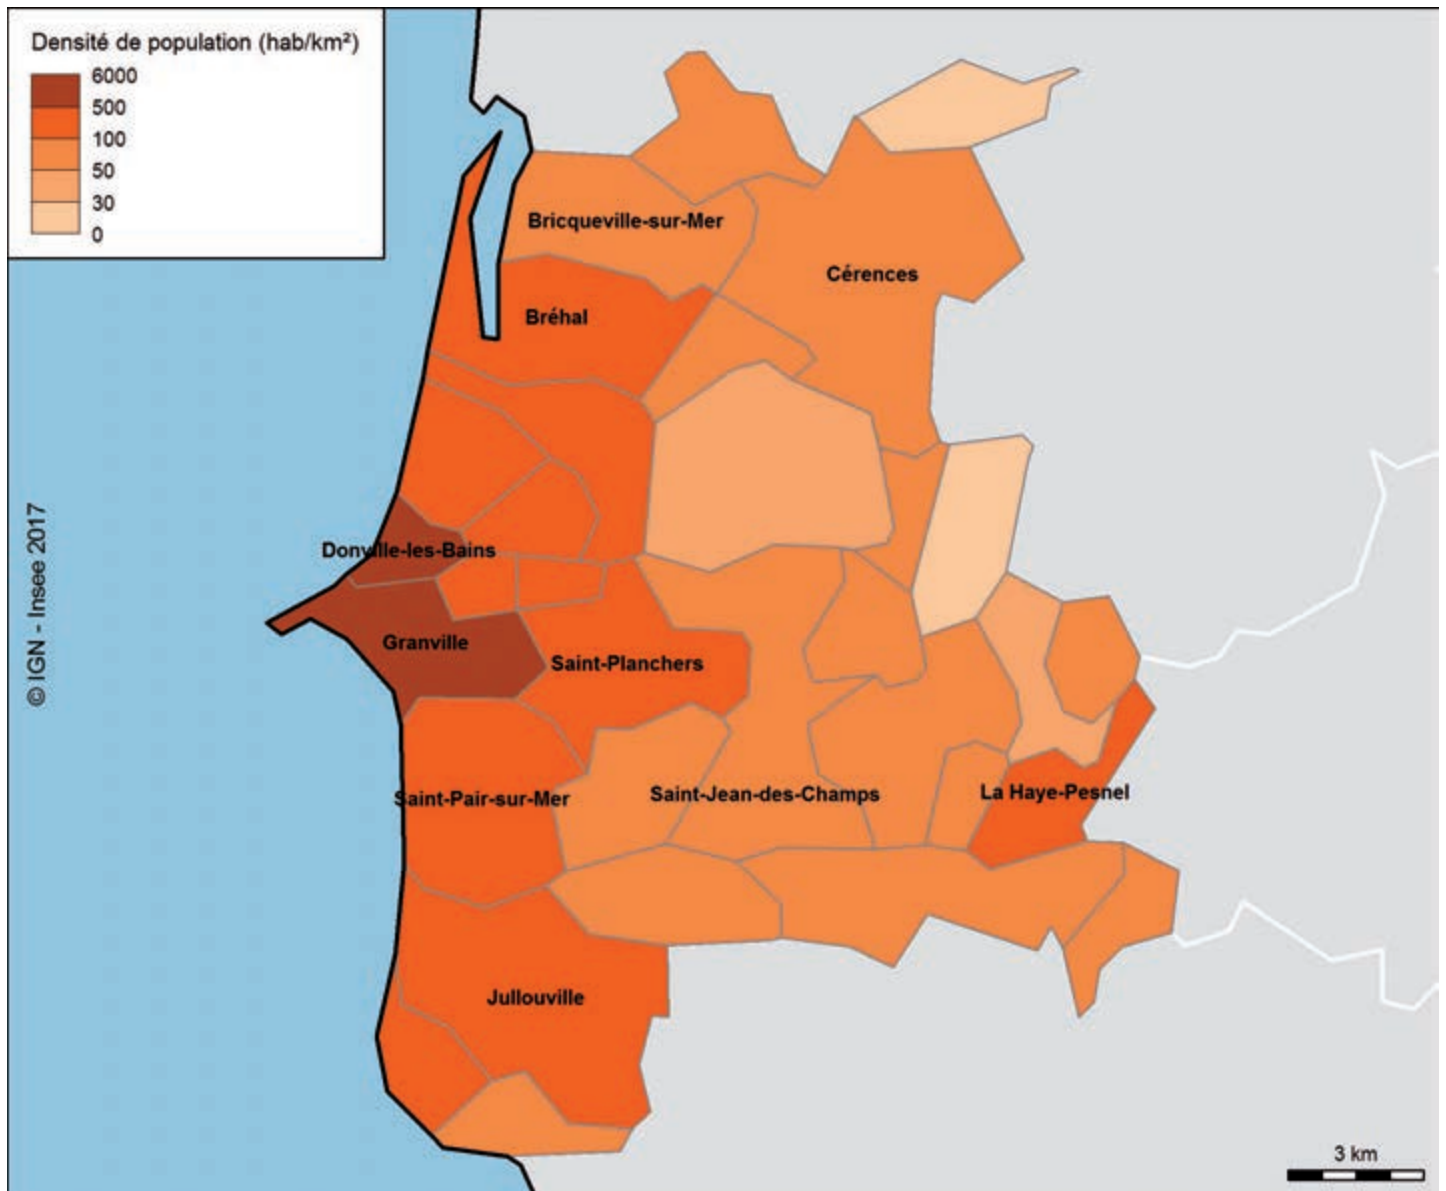 Densité de population (hab/km²)
6000
500
100
50
30
0
Bricqueville-sur-Mer
Cérences
Bréhal
© IGN - Insee 2017
Donville-les-Bains
Granville
Saint-Planchers
Saint-Pair-sur-Mer
Saint-Jean-des-Champs
La Haye-Pesnel
Jullouville
3 km